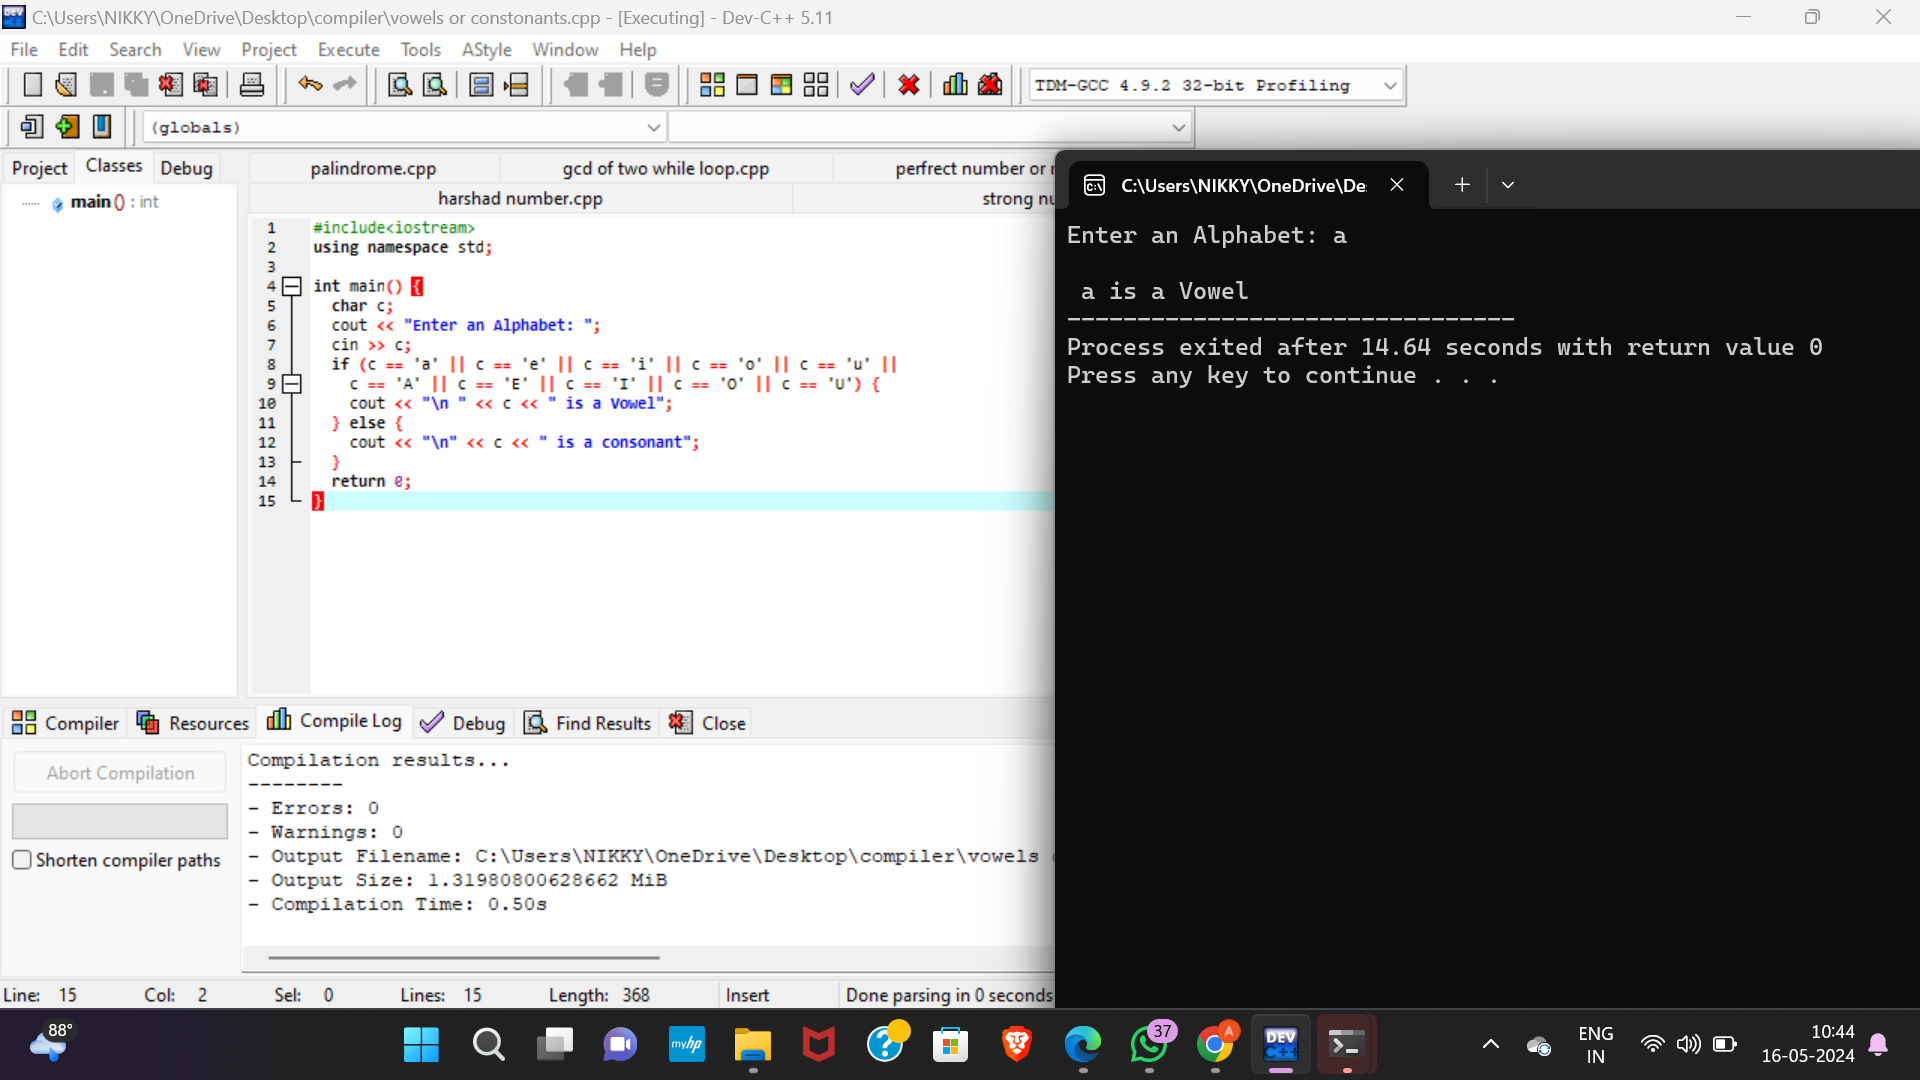 C:\Users\NIKKY\OneDrive\Desktop\compiler\vowels or constonants.cpp - [Executing] - Dev-C++ 5.11
File Edit Search View Project Execute Tools AStyle Window Help
TDM-GCC 4.9.2 32-bit Profiling
(globals)
Project Classes Debug
main () : int
palindrome.cpp gcd of two while loop.cpp perfrect number or
harshad number.cpp strong
1 #include<iostream>
2 using namespace std;
3
4 int main() {
5 char c;
6 cout << "Enter an Alphabet: ";
7 cin >> c;
8 if (c == 'a' || c == 'e' || c == 'i' || c == 'o' || c == 'u' ||
9 c == 'A' || c == 'E' || c == 'I' || c == 'O' || c == 'U') {
10 cout << "\n " << c << " is a Vowel";
11 } else {
12 cout << "\n" << c << " is a consonant";
13 }
14 return 0;
15 }
C:\Users\NIKKY\OneDrive\De
Enter an Alphabet: a
a is a Vowel
--------------------------------
Process exited after 14.64 seconds with return value 0
Press any key to continue . . .
Compiler Resources Compile Log Debug Find Results Close
Abort Compilation
Shorten compiler paths
Compilation results...
--------
- Errors: 0
- Warnings: 0
- Output Filename: C:\Users\NIKKY\OneDrive\Desktop\compiler\vowels
- Output Size: 1.31980800628662 MiB
- Compilation Time: 0.50s
Line: 15 Col: 2 Sel: 0 Lines: 15 Length: 368 Insert Done parsing in 0 seconds
88°
myhp
37
A
DEV
C++
ENG
IN
10:44
16-05-2024